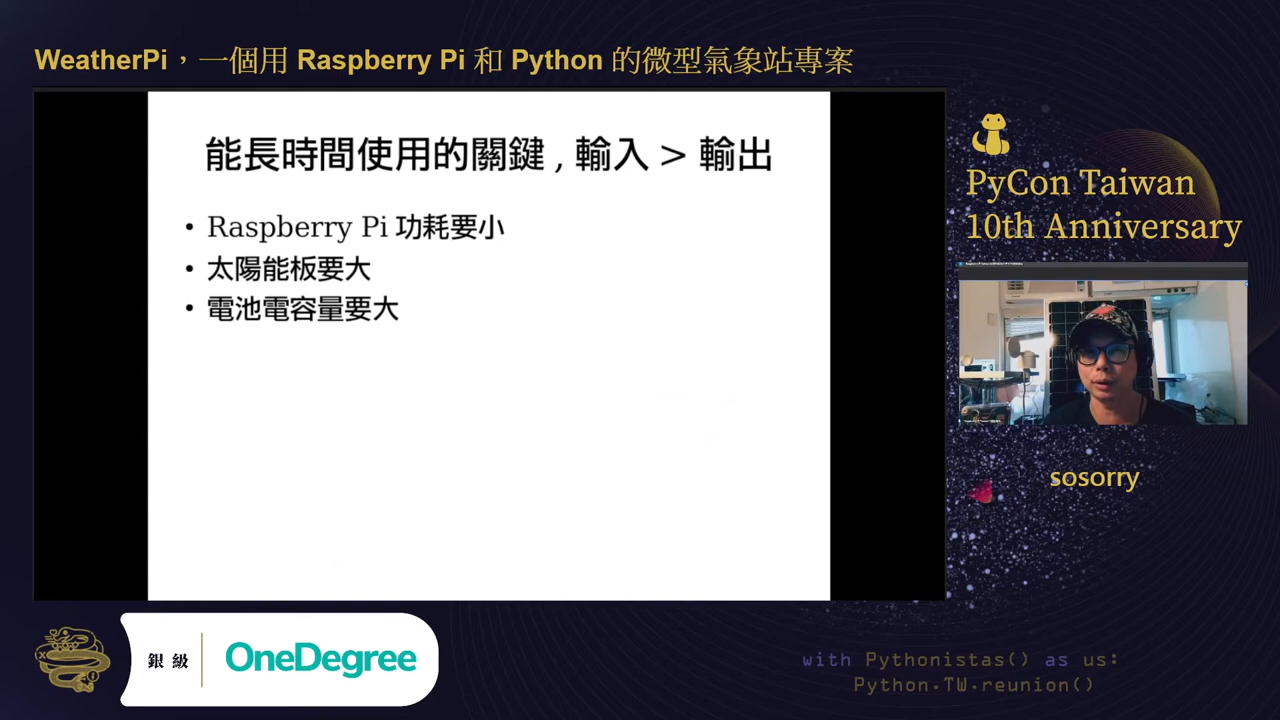 WeatherPi，一個用 Raspberry Pi 和 Python 的微型氣象站專案
能長時間使用的關鍵 , 輸入 > 輸出
• Raspberry Pi 功耗要小
• 太陽能板要大
• 電池電容量要大
PyCon Taiwan
10th Anniversary
sosorry
銀級
OneDegree
with Pythonistas() as us:
Python.TW.reunion()